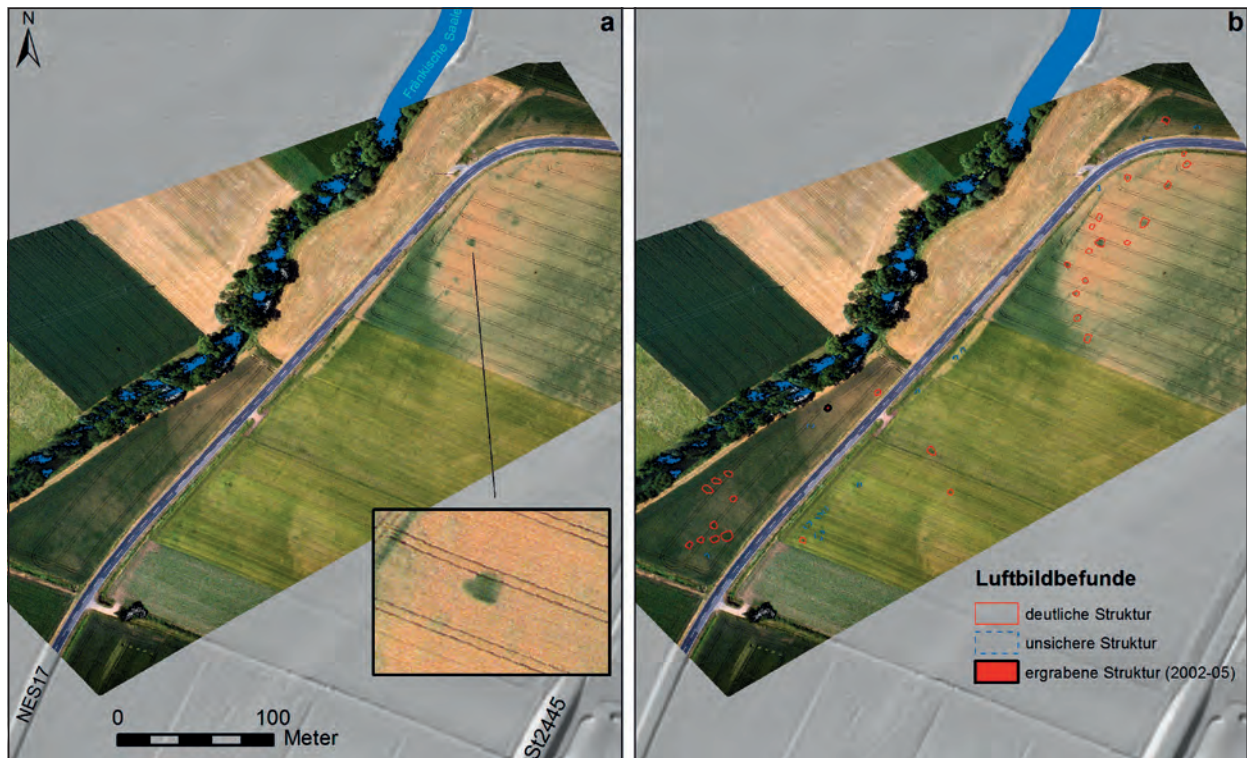 N
a
Fränkische Saale
NES17
0 100
Meter
St2445
b
Luftbildbefunde
deutliche Struktur
unsichere Struktur
ergrabene Struktur (2002-05)